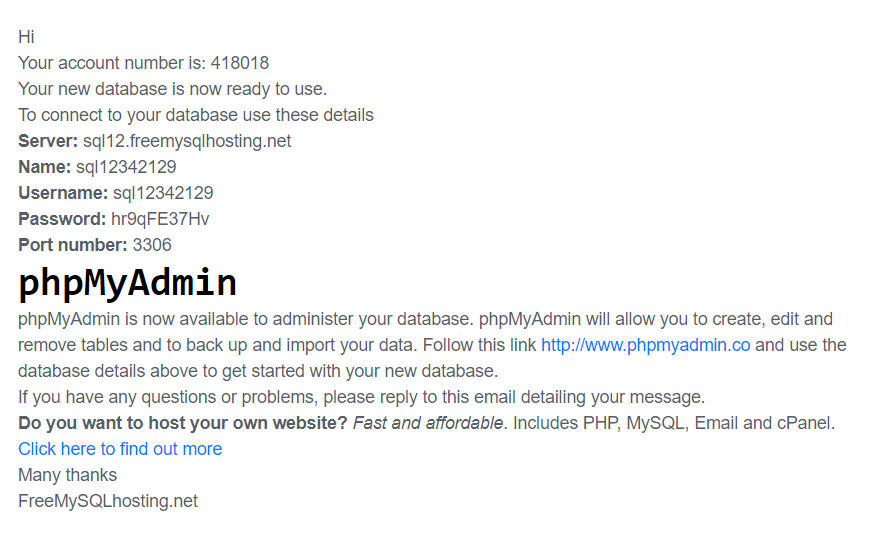 Hi
Your account number is: 418018
Your new database is now ready to use.
To connect to your database use these details
Server: sql12.freemysqlhosting.net
Name: sql12342129
Username: sql12342129
Password: hr9qFE37Hv
Port number: 3306
phpMyAdmin
phpMyAdmin is now available to administer your database. phpMyAdmin will allow you to create, edit and
remove tables and to back up and import your data. Follow this link http://www.phpmyadmin.co and use the
database details above to get started with your new database.
If you have any questions or problems, please reply to this email detailing your message.
Do you want to host your own website? Fast and affordable. Includes PHP, MySQL, Email and cPanel.
Click here to find out more
Many thanks
FreeMySQLhosting.net